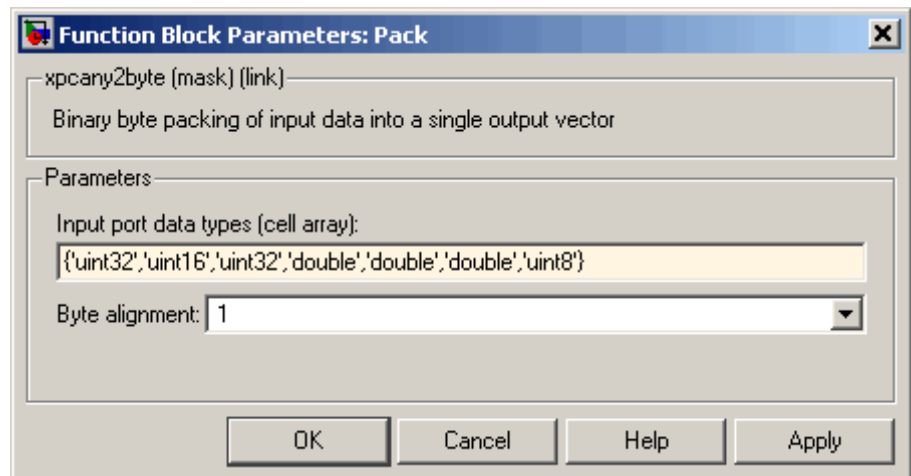 Function Block Parameters: Pack
xpcany2byte (mask) (link)
Binary byte packing of input data into a single output vector
Parameters
Input port data types (cell array):
{'uint32','uint16','uint32','double','double','double','uint8'}
Byte alignment: 1
OK Cancel Help Apply